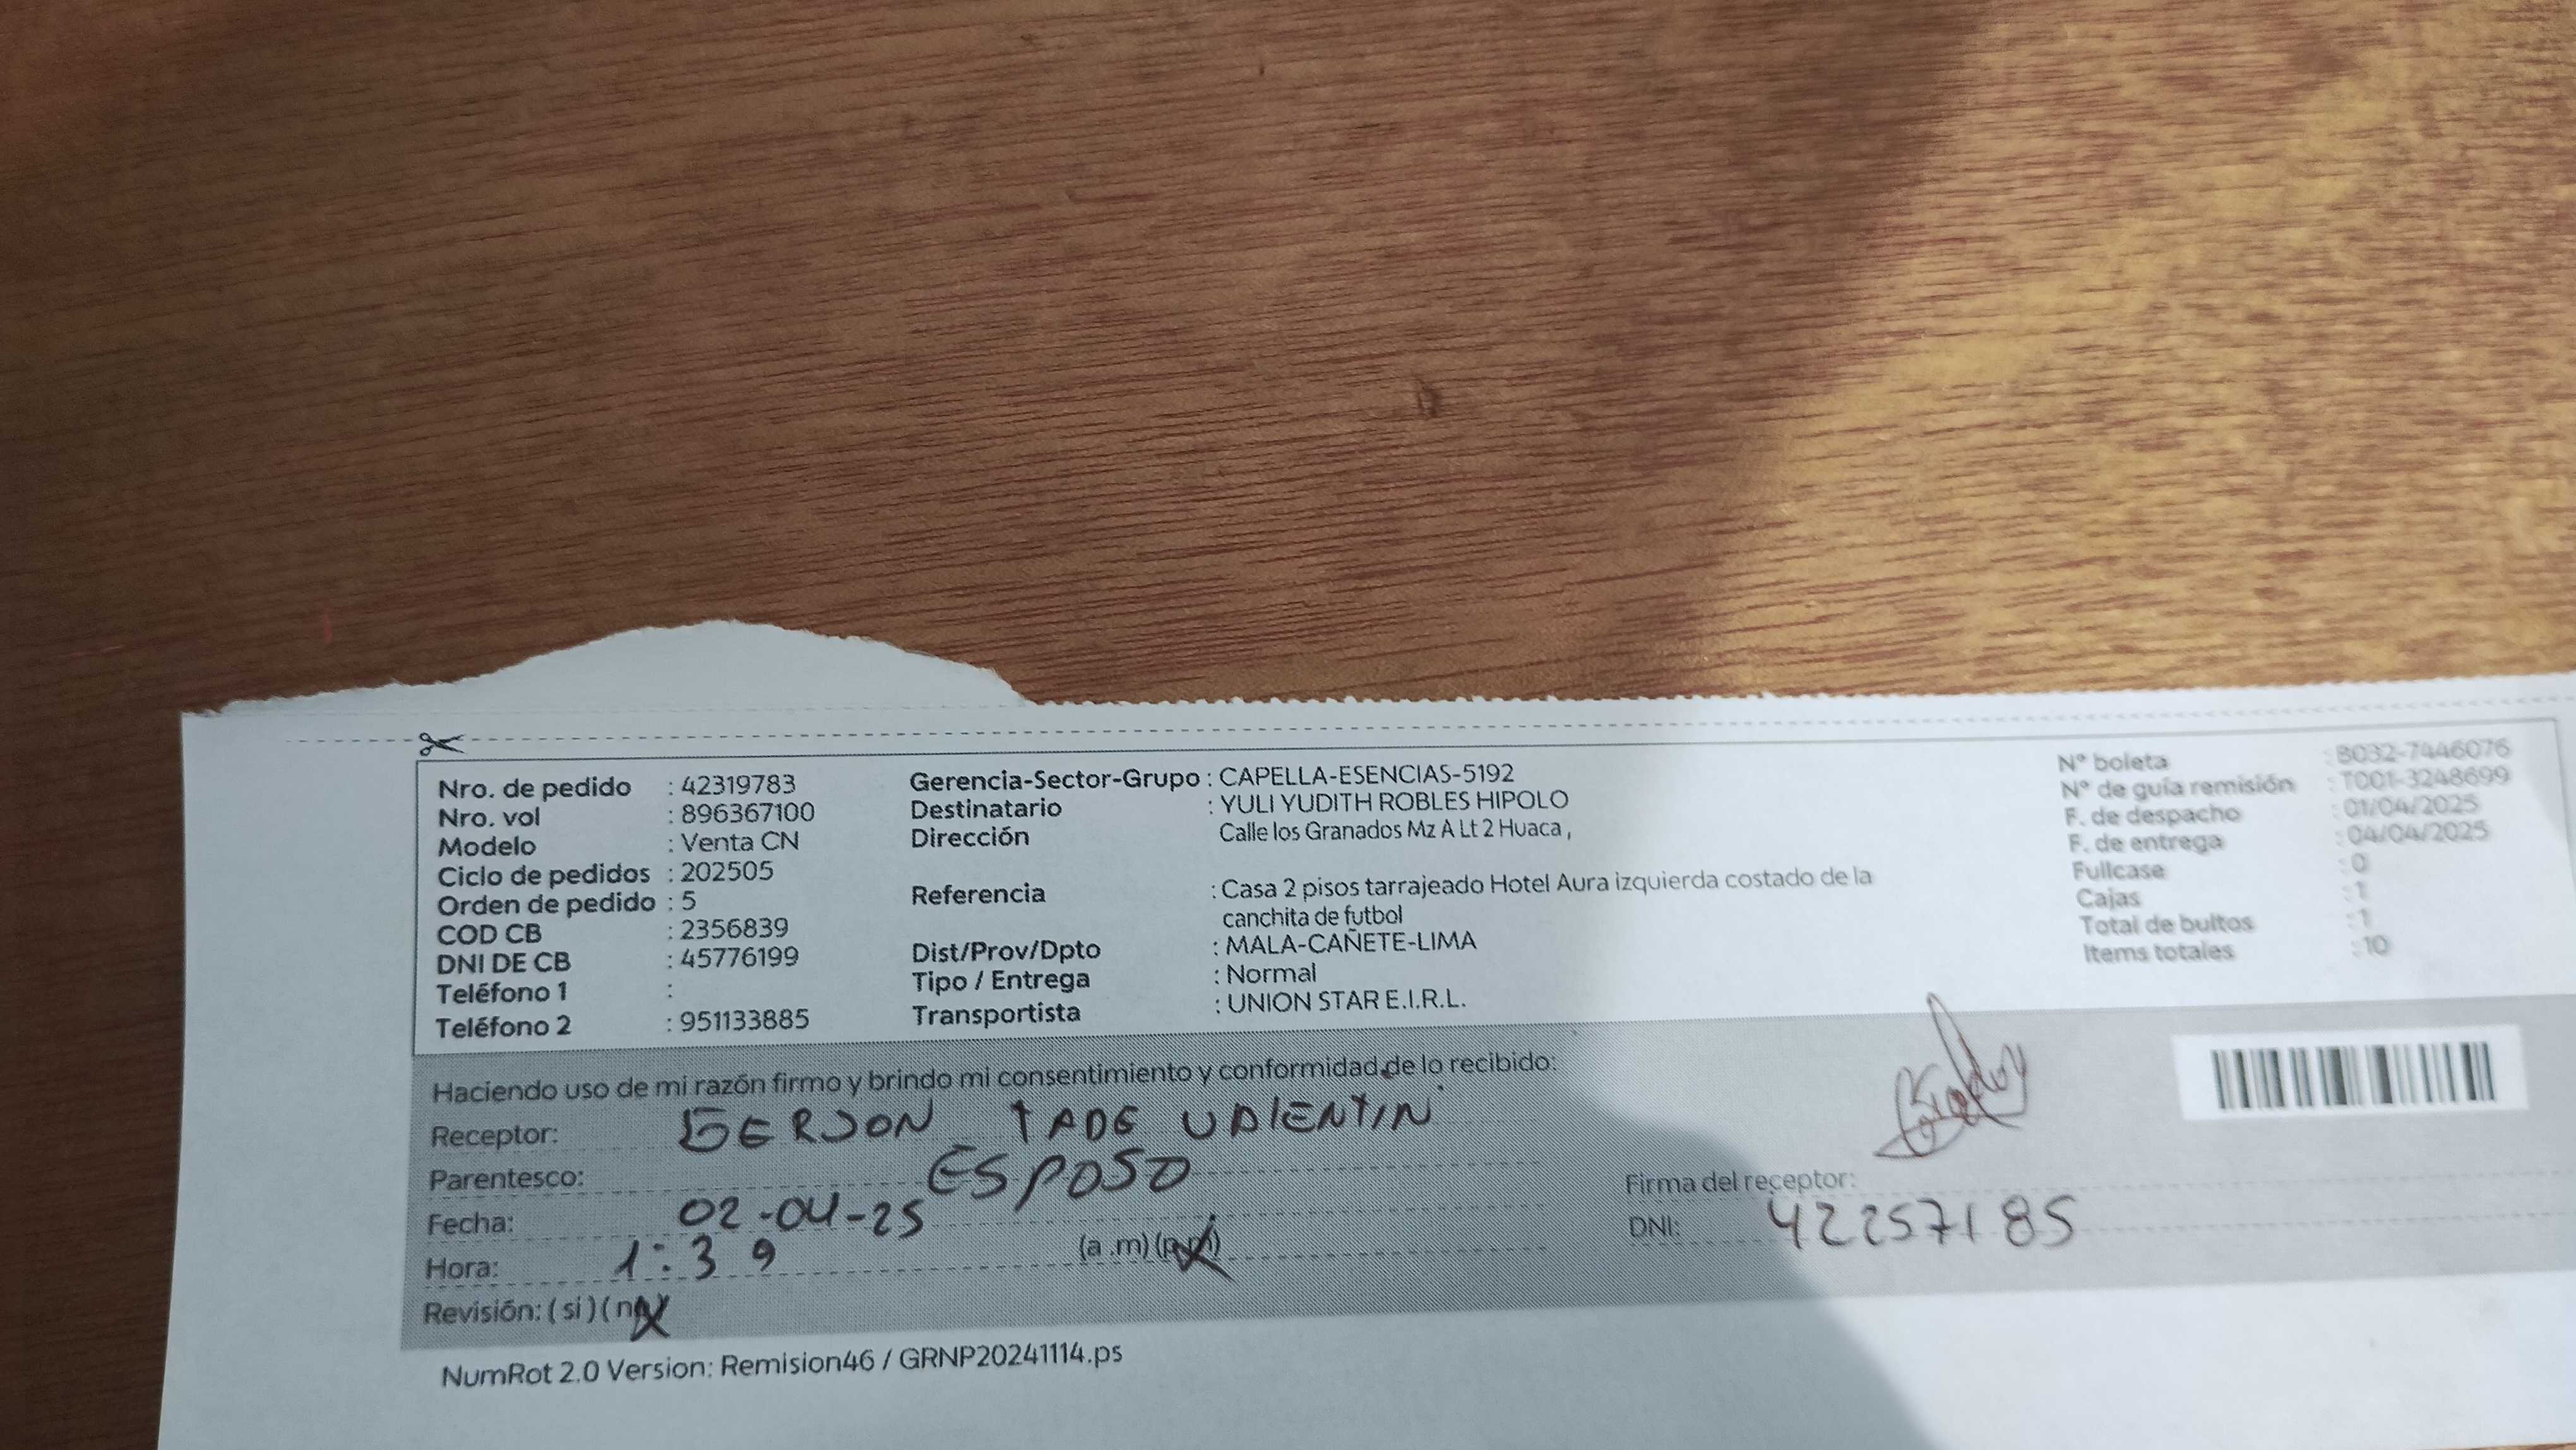 Nro. de pedido : 42319783
Nro. vol : 896367100
Modelo : Venta CN
Ciclo de pedidos : 202505
Orden de pedido : 5
COD CB : 2356839
DNI DE CB : 45776199
Teléfono 1 :
Teléfono 2 : 951133885
Gerencia-Sector-Grupo : CAPELLA-ESENCIAS-5192
Destinatario : YULI YUDITH ROBLES HIPOLO
Dirección Calle los Granados Mz A Lt 2 Huaca ,
Referencia : Casa 2 pisos tarrajeado Hotel Aura izquierda costado de la
canchita de futbol
Dist/Prov/Dpto : MALA-CAÑETE-LIMA
Tipo / Entrega : Normal
Transportista : UNION STAR E.I.R.L.
N° boleta : B032-7446076
N° de guía remisión : T001-3248699
F. de despacho : 01/04/2025
F. de entrega : 04/04/2025
Fullcase : 0
Cajas : 1
Total de bultos : 1
Items totales : 10
Haciendo uso de mi razón firmo y brindo mi consentimiento y conformidad de lo recibido:
Receptor: GERSON TADE VALENTIN
Parentesco: ESPOSO
Fecha: 02-04-25
Hora: 1:39 (a .m) (p.m)
Revisión: ( si ) ( no )
Firma del receptor:
DNI: 42257185
NumRot 2.0 Version: Remision46 / GRNP20241114.ps